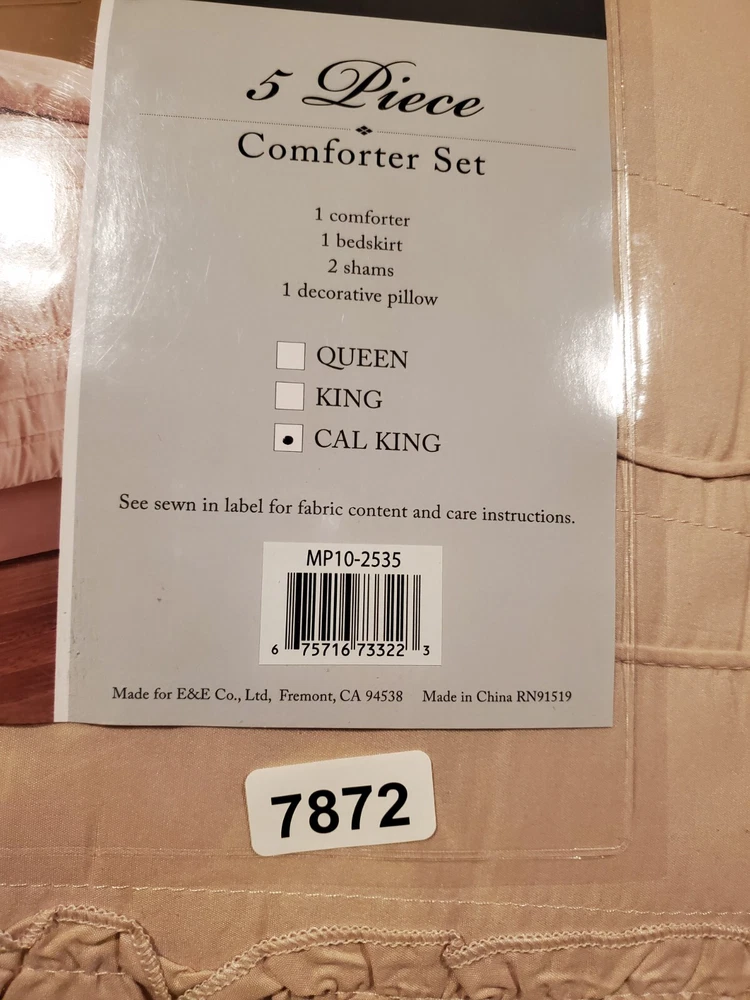 5 Piece
Comforter Set
1 comforter
1 bedskirt
2 shams
1 decorative pillow
QUEEN
KING
CAL KING
See sewn in label for fabric content and care instructions.
MP10-2535
6 75716 73322 3
Made for E&E Co., Ltd, Fremont, CA 94538 Made in China RN91519
7872